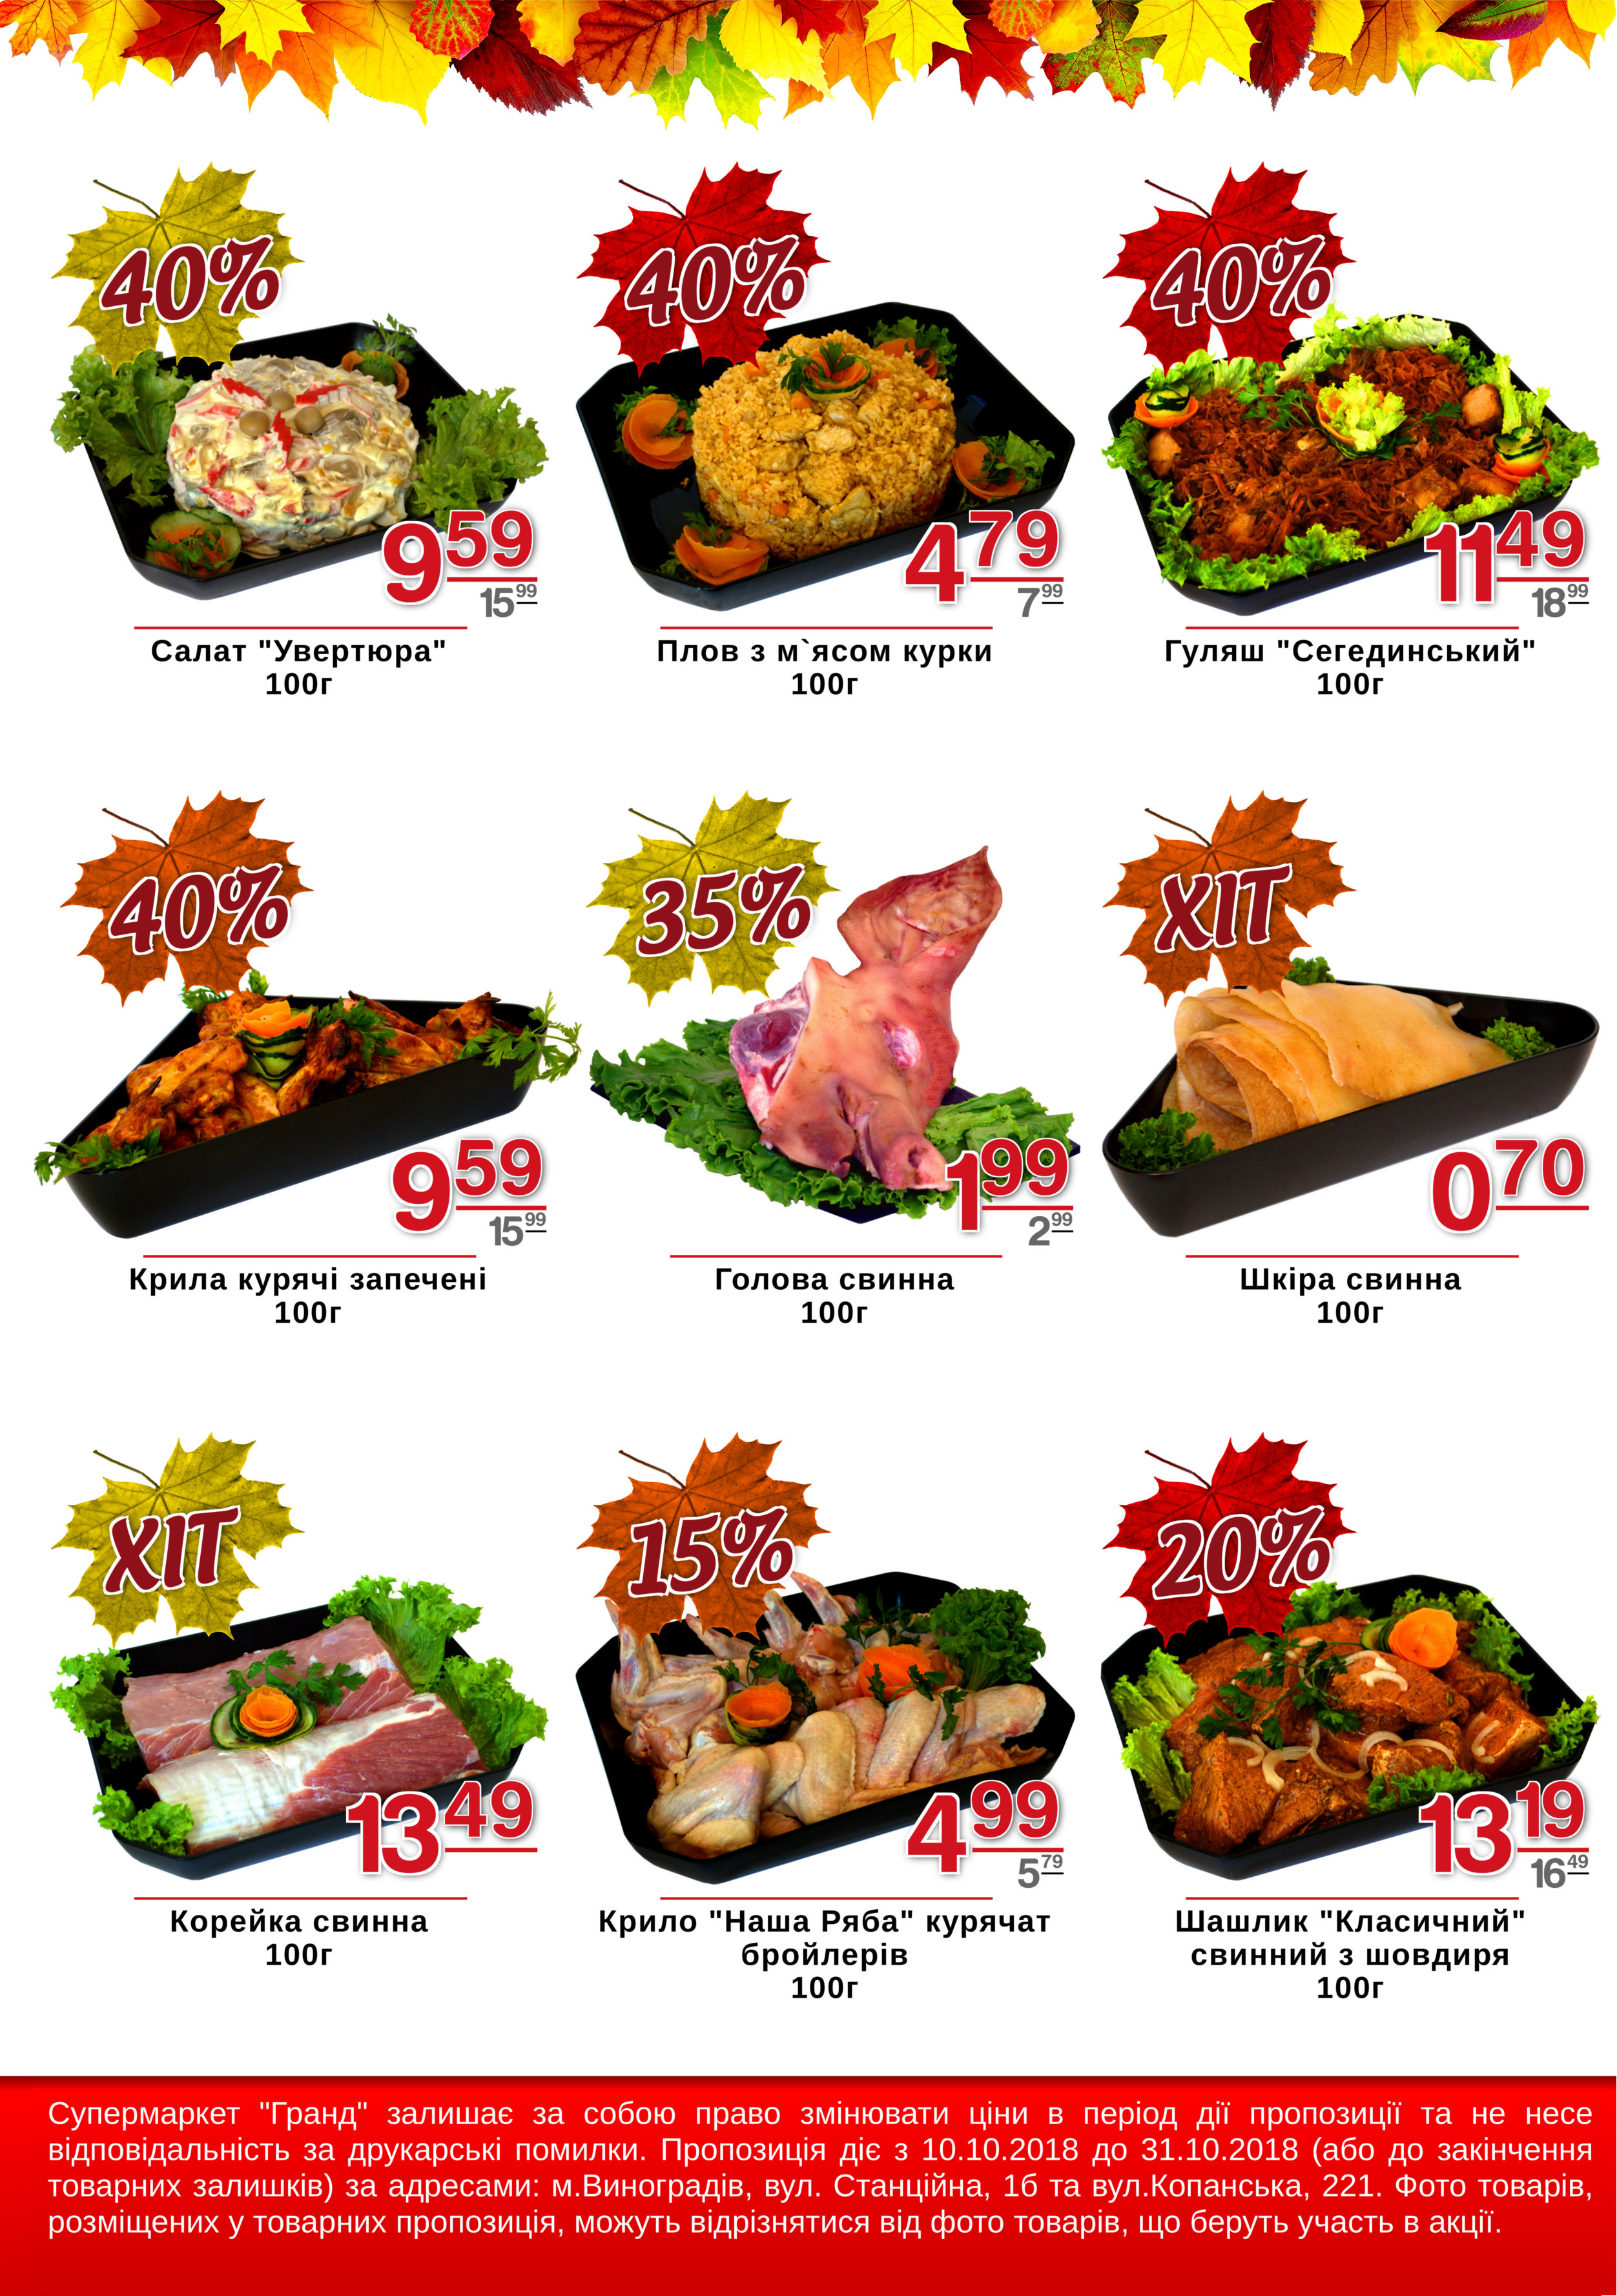 40%
40%
40%
9 59
15 99
4 79
7 99
11 49
18 99
Салат "Увертюра"
100г
Плов з м`ясом курки
100г
Гуляш "Сегединський"
100г
40%
35%
ХІТ
9 59
15 99
1 99
2 99
0 70
Крила курячі запечені
100г
Голова свинна
100г
Шкіра свинна
100г
ХІТ
15%
20%
13 49
4 99
5 79
13 19
16 49
Корейка свинна
100г
Крило "Наша Ряба" курячат
бройлерів
100г
Шашлик "Класичний"
свинний з шовдиря
100г
Супермаркет "Гранд" залишає за собою право змінювати ціни в період дії пропозиції та не несе
відповідальність за друкарські помилки. Пропозиція діє з 10.10.2018 до 31.10.2018 (або до закінчення
товарних залишків) за адресами: м.Виноградів, вул. Станційна, 1б та вул.Копанська, 221. Фото товарів,
розміщених у товарних пропозиція, можуть відрізнятися від фото товарів, що беруть участь в акції.